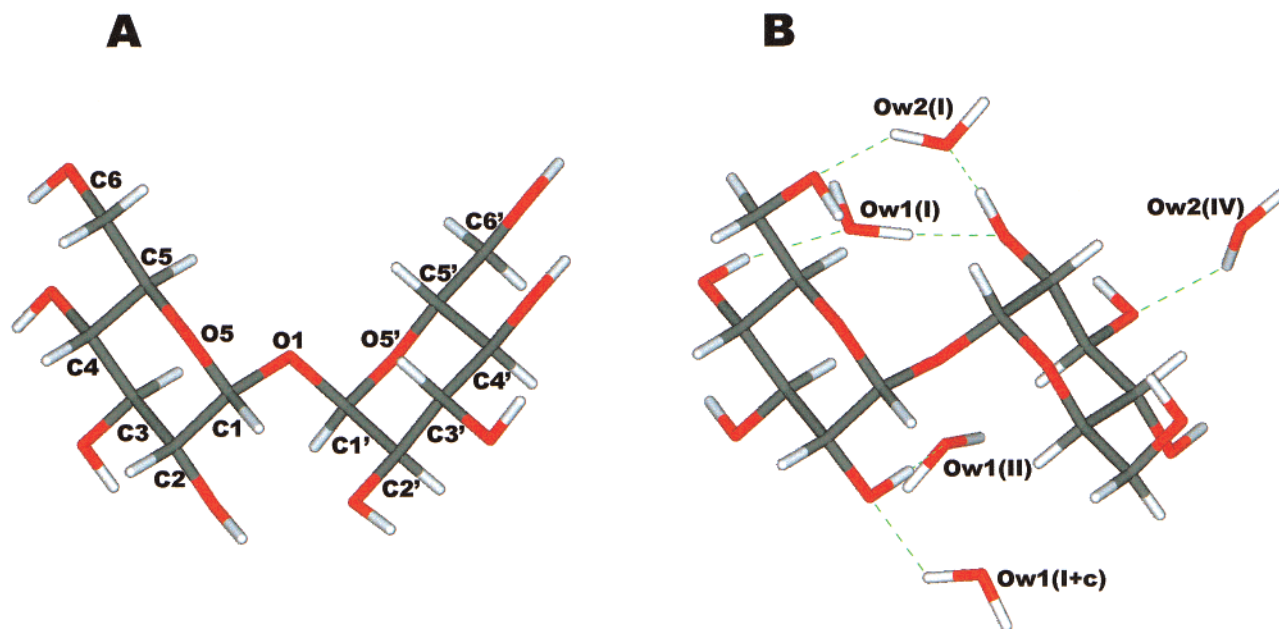 A
B
C6
C5
C4
O5
C3
C2
C1
O1
C1'
O5'
C6'
C5'
C4'
C3'
C2'
Ow2(I)
Ow1(I)
Ow2(IV)
Ow1(II)
Ow1(I+c)